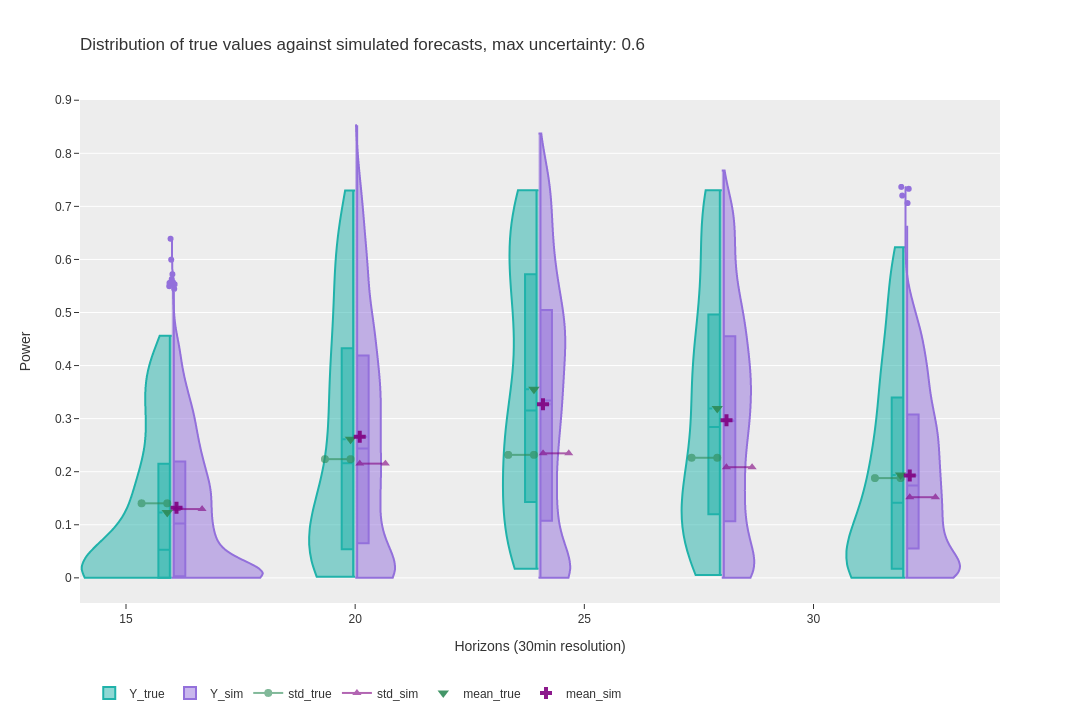 Distribution of true values against simulated forecasts, max uncertainty: 0.6
0.9
0.8
0.7
0.6
0.5
0.4
0.3
0.2
0.1
0
Power
15 20 25 30
Horizons (30min resolution)
Y_true Y_sim std_true std_sim mean_true mean_sim